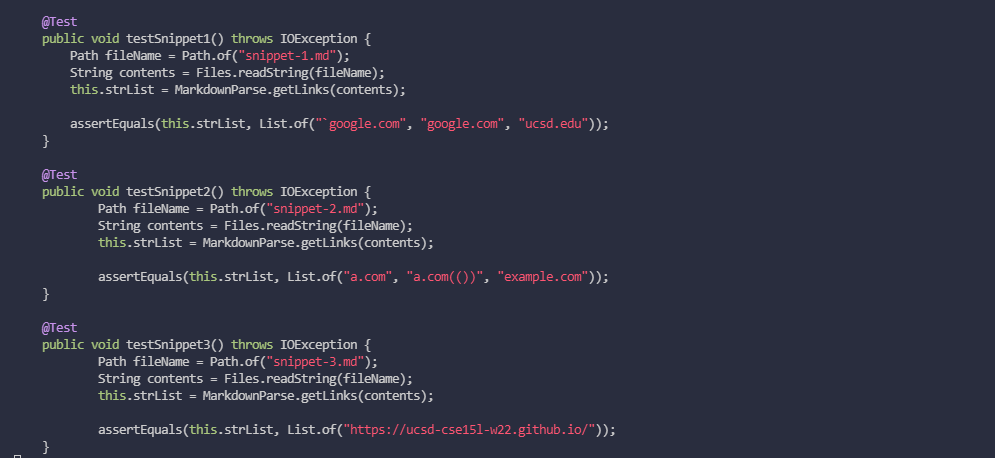 @Test
public void testSnippet1() throws IOException {
Path fileName = Path.of("snippet-1.md");
String contents = Files.readString(fileName);
this.strList = MarkdownParse.getLinks(contents);
assertEquals(this.strList, List.of("`google.com", "google.com", "ucsd.edu"));
}
@Test
public void testSnippet2() throws IOException {
Path fileName = Path.of("snippet-2.md");
String contents = Files.readString(fileName);
this.strList = MarkdownParse.getLinks(contents);
assertEquals(this.strList, List.of("a.com", "a.com(())", "example.com"));
}
@Test
public void testSnippet3() throws IOException {
Path fileName = Path.of("snippet-3.md");
String contents = Files.readString(fileName);
this.strList = MarkdownParse.getLinks(contents);
assertEquals(this.strList, List.of("https://ucsd-cse15l-w22.github.io/"));
}